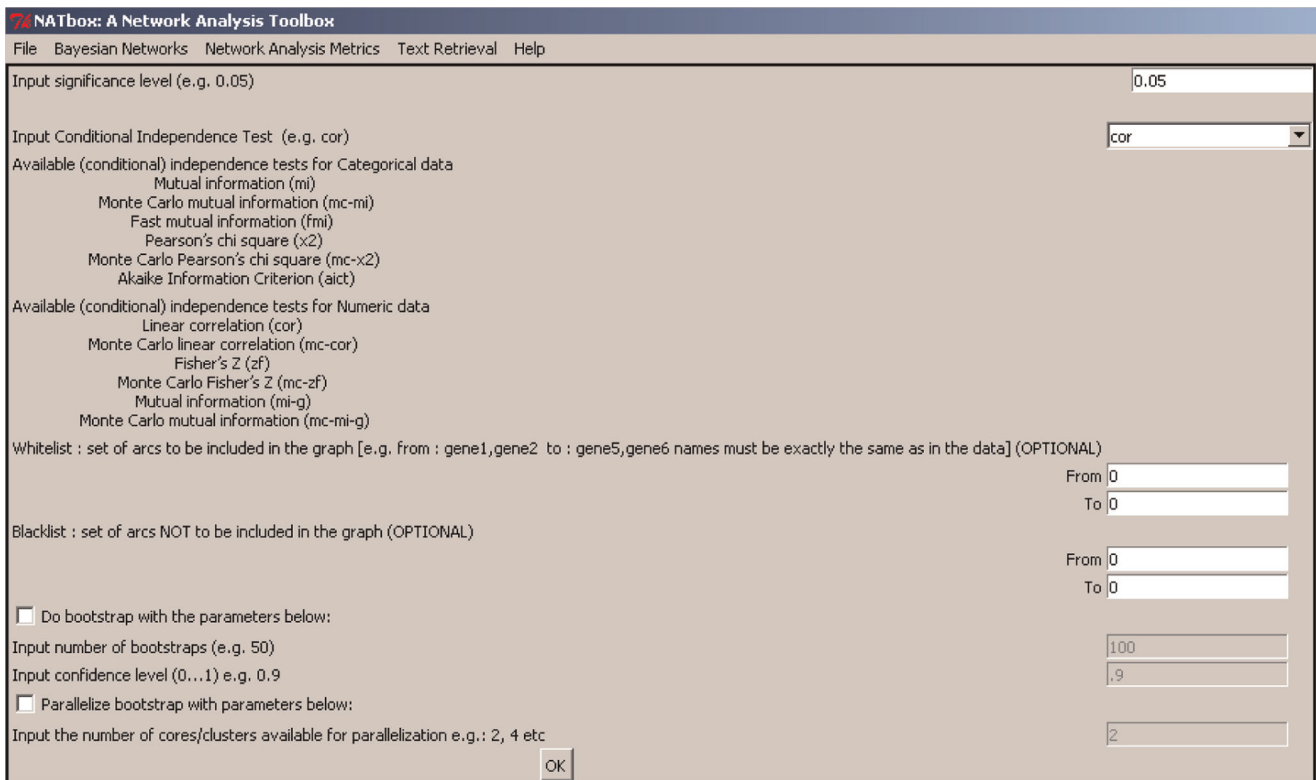 NATbox: A Network Analysis Toolbox
File Bayesian Networks Network Analysis Metrics Text Retrieval Help
Input significance level (e.g. 0.05) 0.05
Input Conditional Independence Test (e.g. cor) cor
Available (conditional) independence tests for Categorical data
Mutual information (mi)
Monte Carlo mutual information (mc-mi)
Fast mutual information (fmi)
Pearson's chi square (x2)
Monte Carlo Pearson's chi square (mc-x2)
Akaike Information Criterion (aict)
Available (conditional) independence tests for Numeric data
Linear correlation (cor)
Monte Carlo linear correlation (mc-cor)
Fisher's Z (zf)
Monte Carlo Fisher's Z (mc-zf)
Mutual information (mi-g)
Monte Carlo mutual information (mc-mi-g)
Whitelist : set of arcs to be included in the graph [e.g. from : gene1,gene2 to : gene5,gene6 names must be exactly the same as in the data] (OPTIONAL)
From 0
To 0
Blacklist : set of arcs NOT to be included in the graph (OPTIONAL)
From 0
To 0
Do bootstrap with the parameters below:
Input number of bootstraps (e.g. 50) 100
Input confidence level (0...1) e.g. 0.9 .9
Parallelize bootstrap with parameters below:
Input the number of cores/clusters available for parallelization e.g.: 2, 4 etc 2
OK